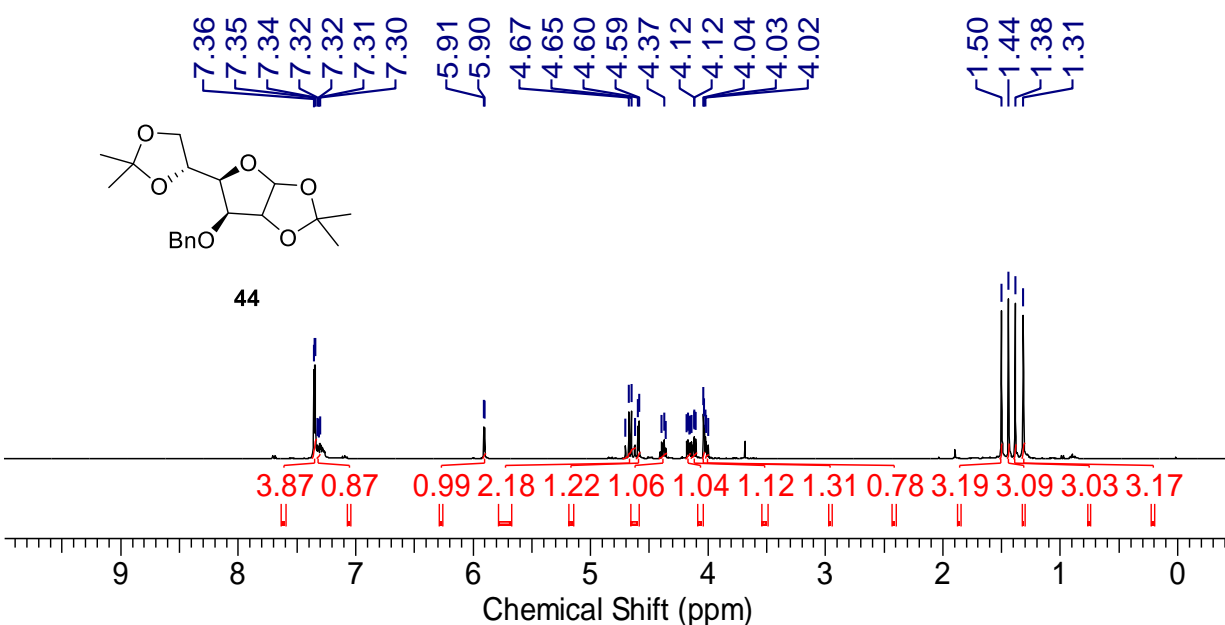 7.36 7.35 7.34 7.32 7.32 7.31 7.30 5.91 5.90 4.67 4.65 4.60 4.59 4.37 4.12 4.12 4.04 4.03 4.02 1.50 1.44 1.38 1.31
O
O
O
O
O
BnO
44
3.87 0.87 0.99 2.18 1.22 1.06 1.04 1.12 1.31 0.78 3.19 3.09 3.03 3.17
9 8 7 6 5 4 3 2 1 0
Chemical Shift (ppm)